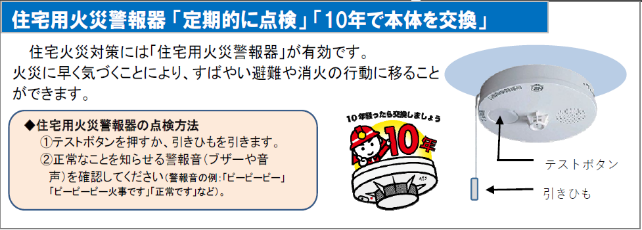 住宅用火災警報器「定期的に点検」「10年で本体を交換」
住宅火災対策には「住宅用火災警報器」が有効です。
火災に早く気づくことにより、すばやい避難や消火の行動に移ること
ができます。
◆住宅用火災警報器の点検方法
①テストボタンを押すか、引きひもを引きます。
②正常なことを知らせる警報音（ブザーや音
声）を確認してください（警報音の例：「ピーピーピー」
「ピーピーピー火事です」「正常です」など）。
10年経ったら交換しましょう
10年
テストボタン
引きひも